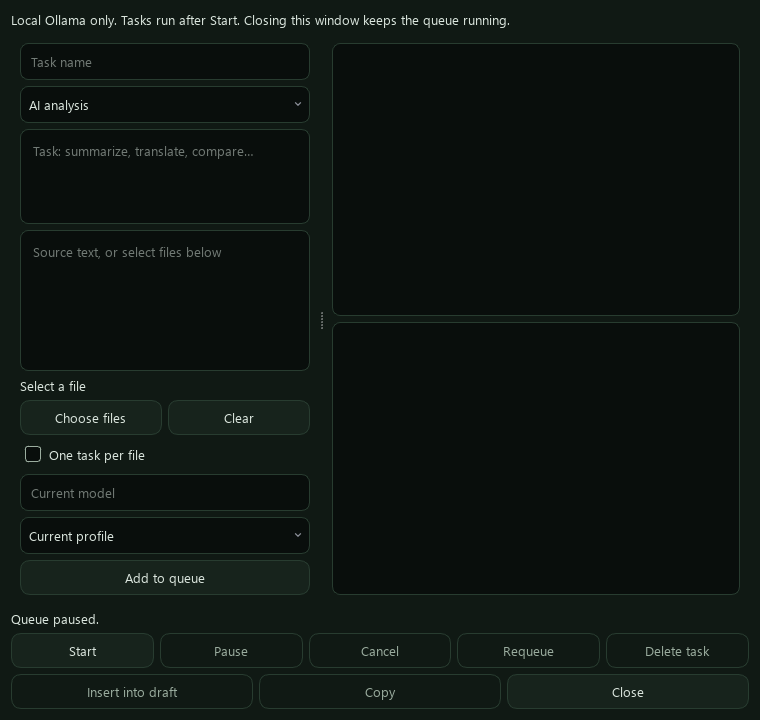 Local Ollama only. Tasks run after Start. Closing this window keeps the queue running.
Task name
AI analysis
Task: summarize, translate, compare...
Source text, or select files below
Select a file
Choose files
Clear
One task per file
Current model
Current profile
Add to queue
Queue paused.
Start
Pause
Cancel
Requeue
Delete task
Insert into draft
Copy
Close